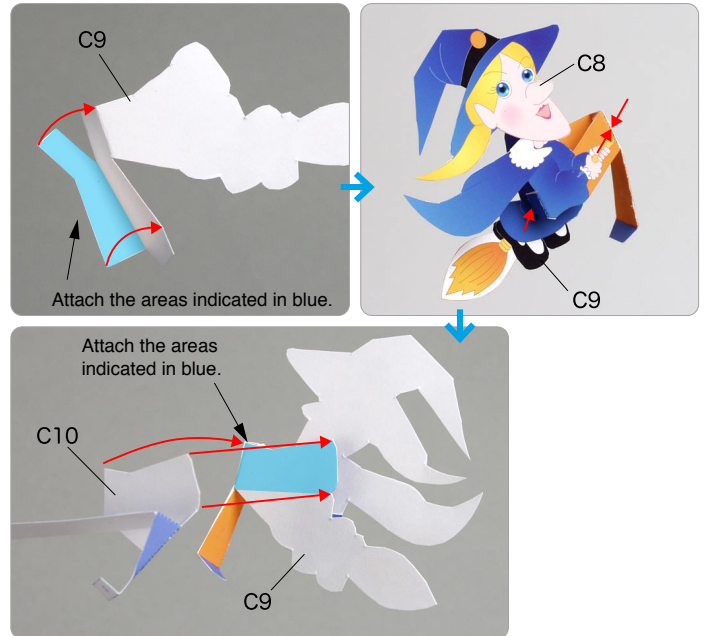 C9
Attach the areas indicated in blue.
C8
C9
Attach the areas
indicated in blue.
C10
C9